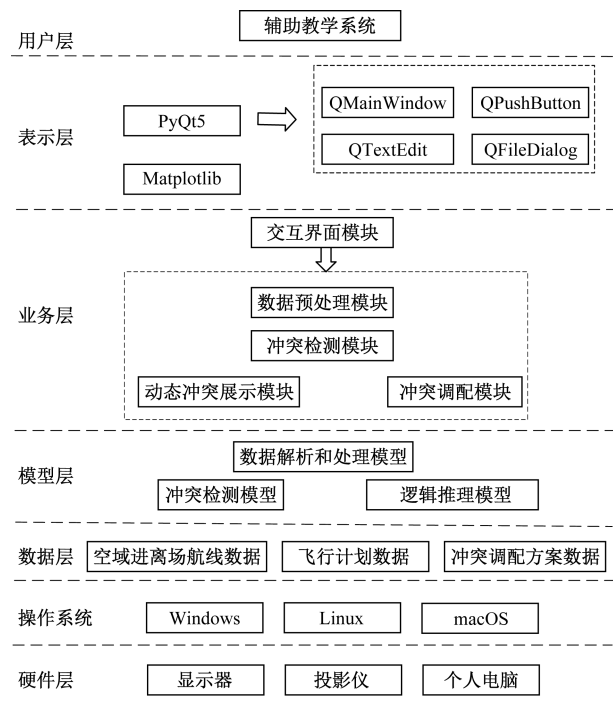 用户层
辅助教学系统
表示层
PyQt5
Matplotlib
QMainWindow
QPushButton
QTextEdit
QFileDialog
业务层
交互界面模块
数据预处理模块
冲突检测模块
动态冲突展示模块
冲突调配模块
模型层
数据解析和处理模型
冲突检测模型
逻辑推理模型
数据层
空域进离场航线数据
飞行计划数据
冲突调配方案数据
操作系统
Windows
Linux
macOS
硬件层
显示器
投影仪
个人电脑